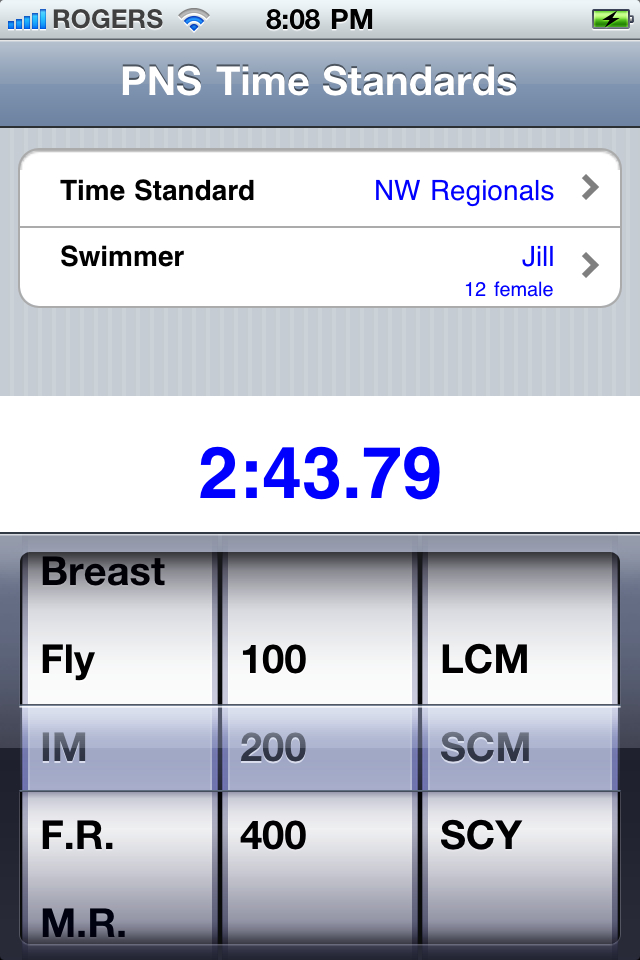 ROGERS 8:08 PM
PNS Time Standards
Time Standard NW Regionals
Swimmer Jill
12 female
2:43.79
Breast
Fly 100 LCM
IM 200 SCM
F.R. 400 SCY
M.R.